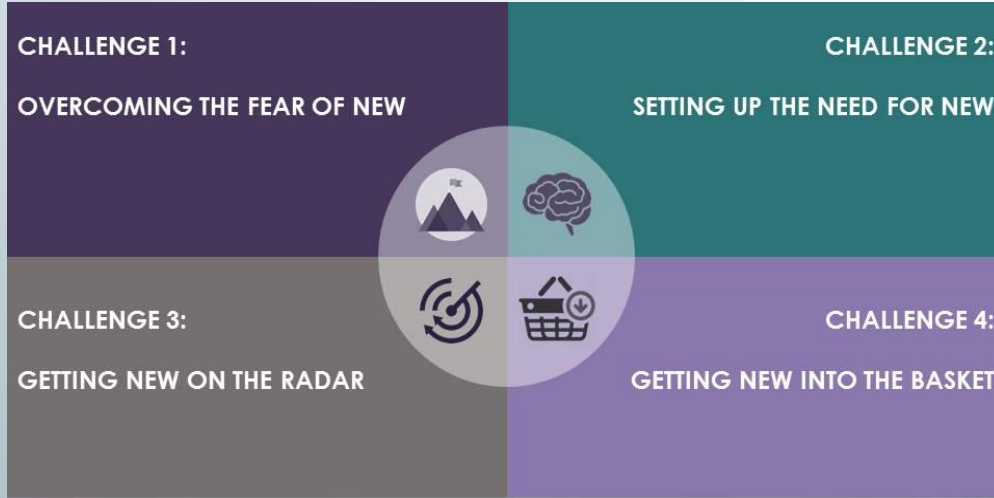 CHALLENGE 1:
OVERCOMING THE FEAR OF NEW
CHALLENGE 2:
SETTING UP THE NEED FOR NEW
CHALLENGE 3:
GETTING NEW ON THE RADAR
CHALLENGE 4:
GETTING NEW INTO THE BASKET